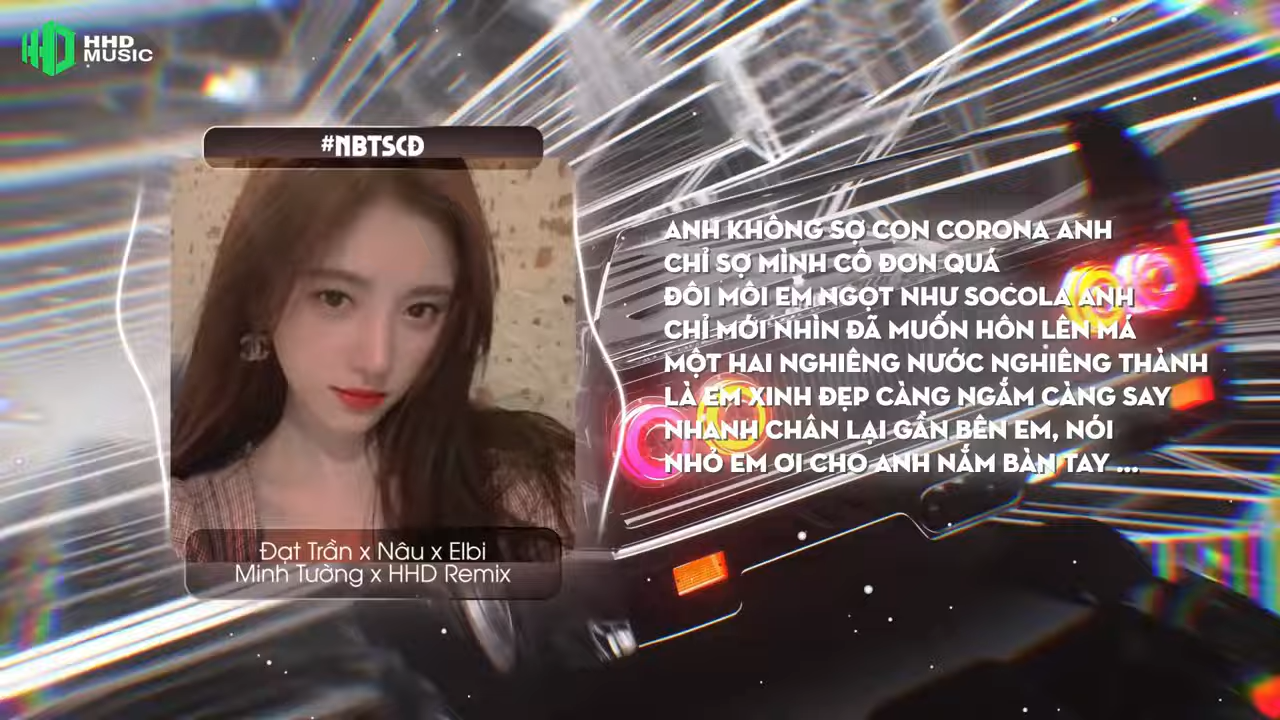 HHD
MUSIC
#NBTSCĐ
ANH KHÔNG SỢ CON CORONA ANH
CHỈ SỢ MÌNH CÔ ĐƠN QUÁ
ĐÔI MÔI EM NGỌT NHƯ SOCOLA ANH
CHỈ MỚI NHÌN ĐÃ MUỐN HÔN LÊN MÁ
MỘT HAI NGHIÊNG NƯỚC NGHIÊNG THÀNH
LÀ EM XINH ĐẸP CÀNG NGẮM CÀNG SAY
NHANH CHÂN LẠI GẦN BÊN EM, NÓI
NHỎ EM ƠI CHO ANH NẮM BÀN TAY ...
Đạt Trần x Nâu x Elbi
Minh Tường x HHD Remix